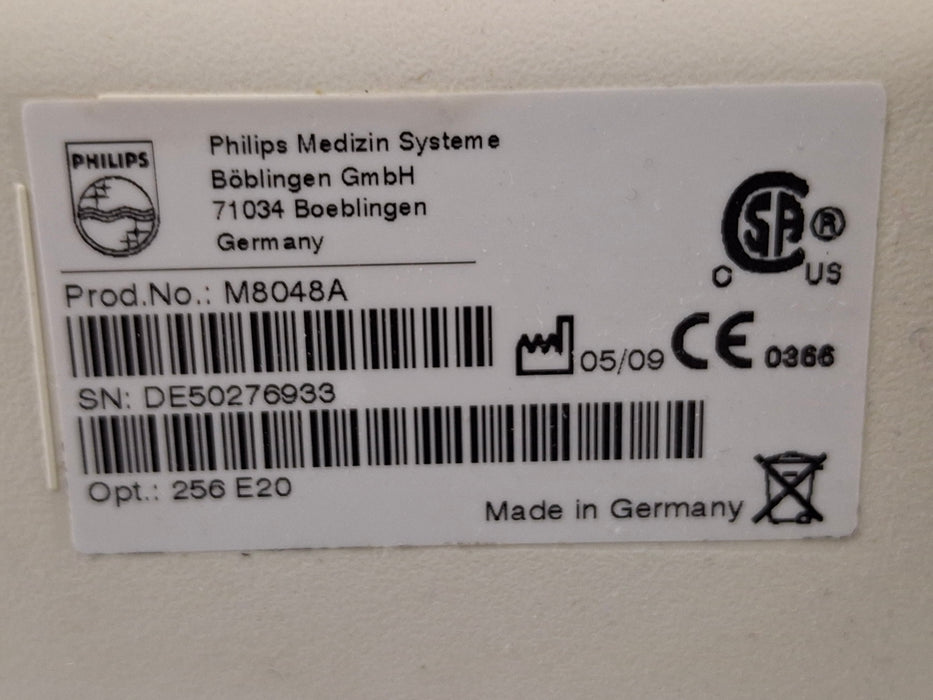 PHILIPS
Philips Medizin Systeme
Böblingen GmbH
71034 Boeblingen
Germany
CSA ®
C US
Prod.No.: M8048A
05/09 CE 0366
SN: DE50276933
Opt.: 256 E20
Made in Germany